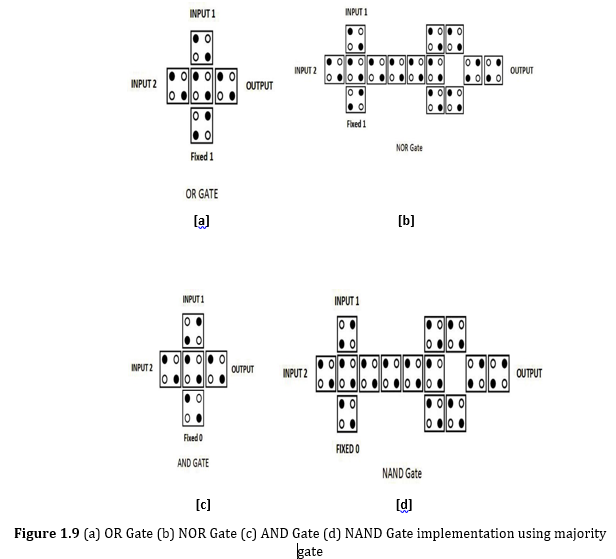 INPUT 1
INPUT 2
OUTPUT
Fixed 1
OR GATE
[a]
INPUT 1
INPUT 2
OUTPUT
Fixed 1
NOR Gate
[b]
INPUT 1
INPUT 2
OUTPUT
Fixed 0
AND GATE
[c]
INPUT 1
INPUT 2
OUTPUT
FIXED 0
NAND Gate
[d]
Figure 1.9 (a) OR Gate (b) NOR Gate (c) AND Gate (d) NAND Gate implementation using majority
gate